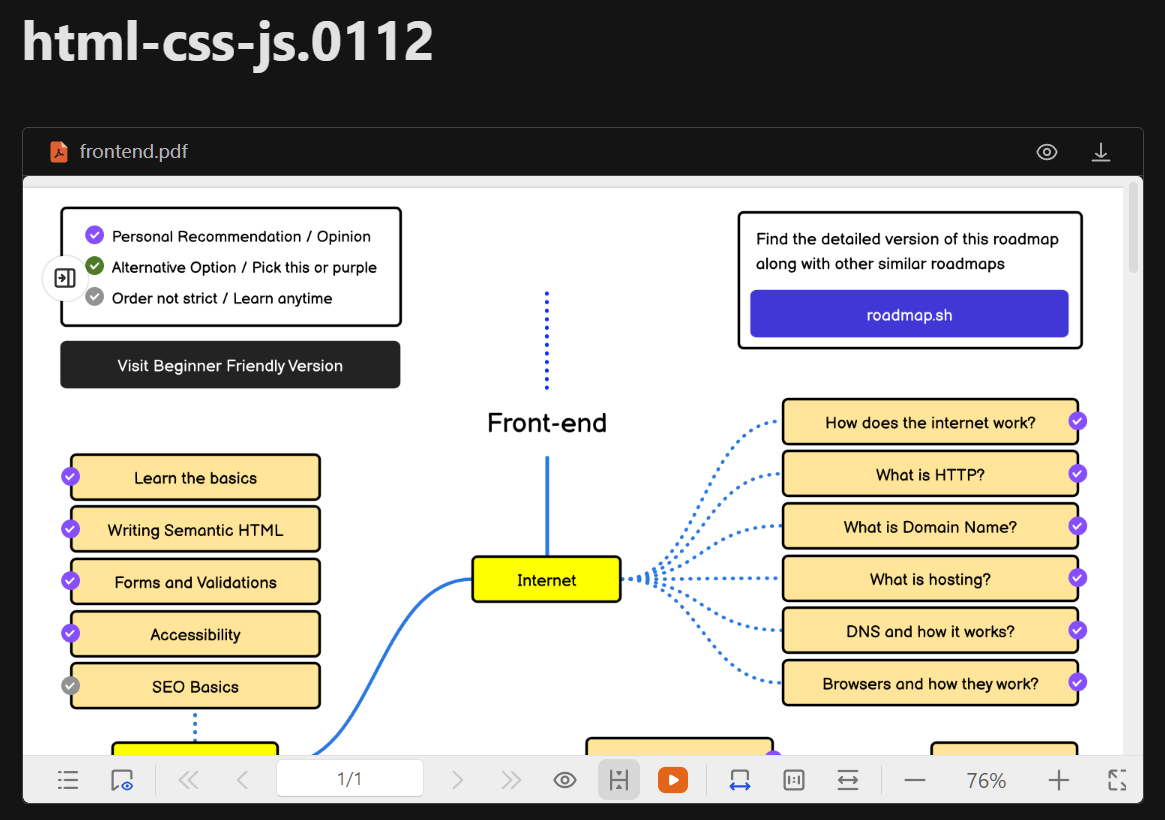 html-css-js.0112
frontend.pdf
Personal Recommendation / Opinion
Alternative Option / Pick this or purple
Order not strict / Learn anytime
Visit Beginner Friendly Version
Find the detailed version of this roadmap
along with other similar roadmaps
roadmap.sh
Front-end
Learn the basics
Writing Semantic HTML
Forms and Validations
Accessibility
SEO Basics
Internet
How does the internet work?
What is HTTP?
What is Domain Name?
What is hosting?
DNS and how it works?
Browsers and how they work?
1/1
1:1
76%